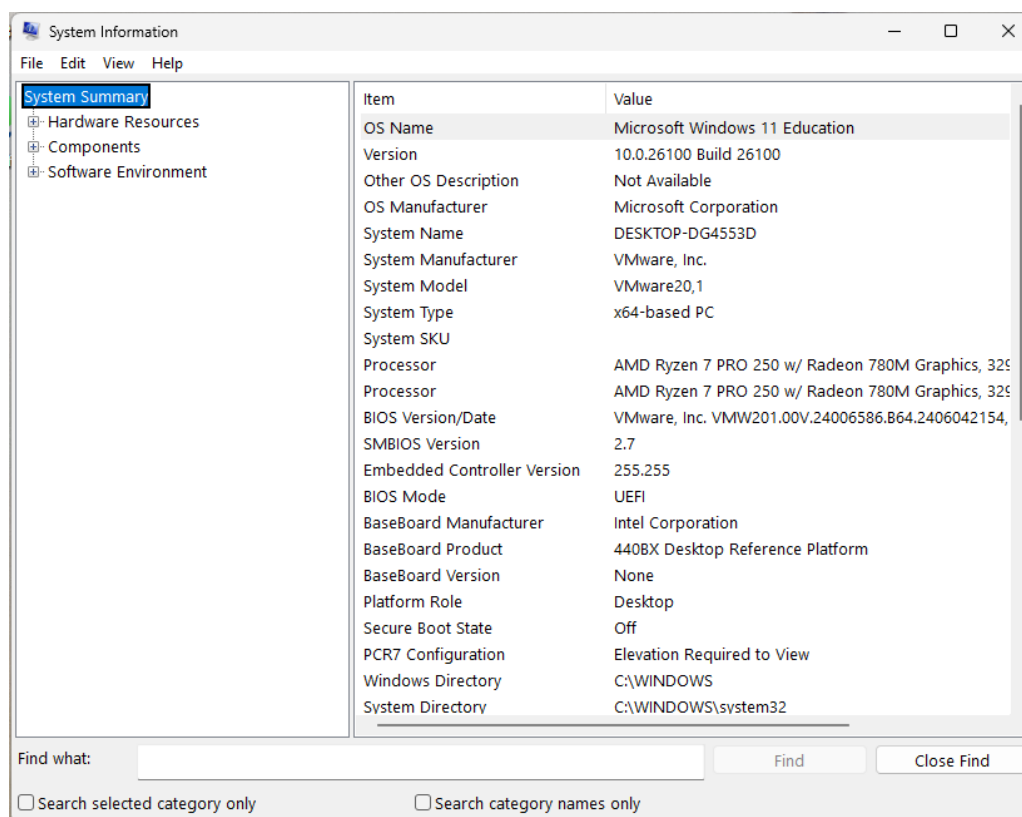 System Information
File Edit View Help
System Summary
Hardware Resources
Components
Software Environment
Item Value
OS Name Microsoft Windows 11 Education
Version 10.0.26100 Build 26100
Other OS Description Not Available
OS Manufacturer Microsoft Corporation
System Name DESKTOP-DG4553D
System Manufacturer VMware, Inc.
System Model VMware20,1
System Type x64-based PC
System SKU
Processor AMD Ryzen 7 PRO 250 w/ Radeon 780M Graphics, 329
Processor AMD Ryzen 7 PRO 250 w/ Radeon 780M Graphics, 329
BIOS Version/Date VMware, Inc. VMW201.00V.24006586.B64.2406042154,
SMBIOS Version 2.7
Embedded Controller Version 255.255
BIOS Mode UEFI
BaseBoard Manufacturer Intel Corporation
BaseBoard Product 440BX Desktop Reference Platform
BaseBoard Version None
Platform Role Desktop
Secure Boot State Off
PCR7 Configuration Elevation Required to View
Windows Directory C:\WINDOWS
System Directory C:\WINDOWS\system32
Find what: Find Close Find
Search selected category only Search category names only